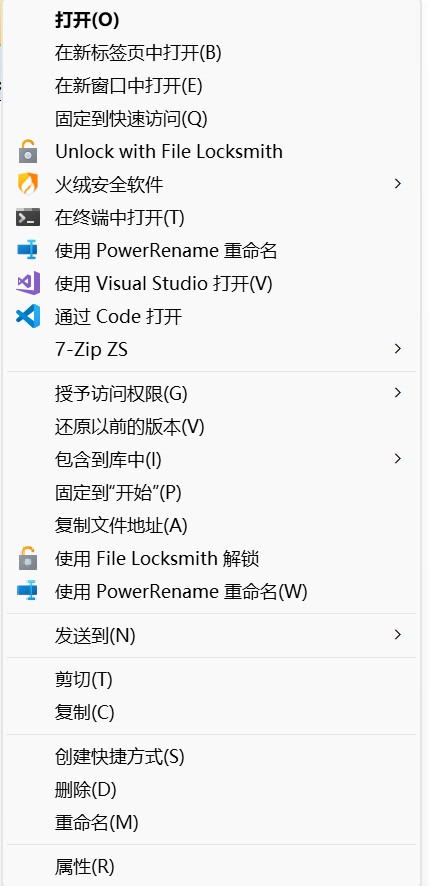 打开(O)
在新标签页中打开(B)
在新窗口中打开(E)
固定到快速访问(Q)
Unlock with File Locksmith
火绒安全软件
在终端中打开(T)
使用 PowerRename 重命名
使用 Visual Studio 打开(V)
通过 Code 打开
7-Zip ZS
授予访问权限(G)
还原以前的版本(V)
包含到库中(I)
固定到“开始”(P)
复制文件地址(A)
使用 File Locksmith 解锁
使用 PowerRename 重命名(W)
发送到(N)
剪切(T)
复制(C)
创建快捷方式(S)
删除(D)
重命名(M)
属性(R)